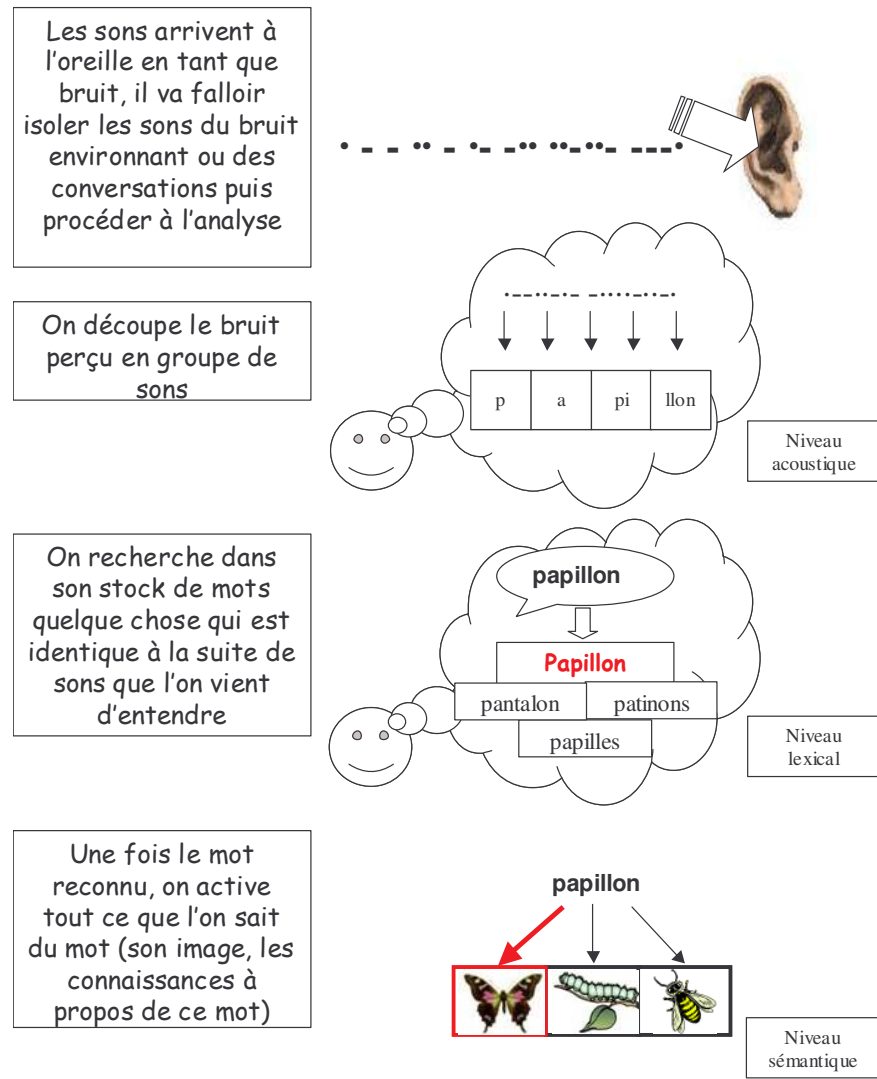 Les sons arrivent à
l'oreille en tant que
bruit, il va falloir
isoler les sons du bruit
environnant ou des
conversations puis
procéder à l'analyse
On découpe le bruit
perçu en groupe de
sons
p a pi llon
Niveau
acoustique
On recherche dans
son stock de mots
quelque chose qui est
identique à la suite de
sons que l'on vient
d'entendre
papillon
Papillon
pantalon patinons
papilles
Niveau
lexical
Une fois le mot
reconnu, on active
tout ce que l'on sait
du mot (son image, les
connaissances à
propos de ce mot)
papillon
Niveau
sémantique